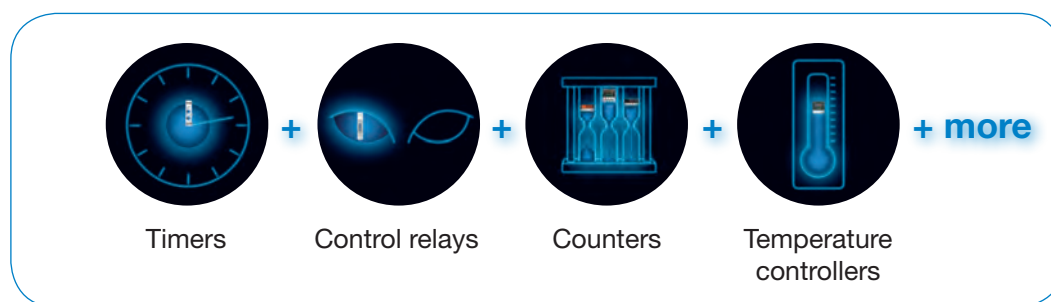 + + + + more
Timers Control relays Counters Temperature
controllers